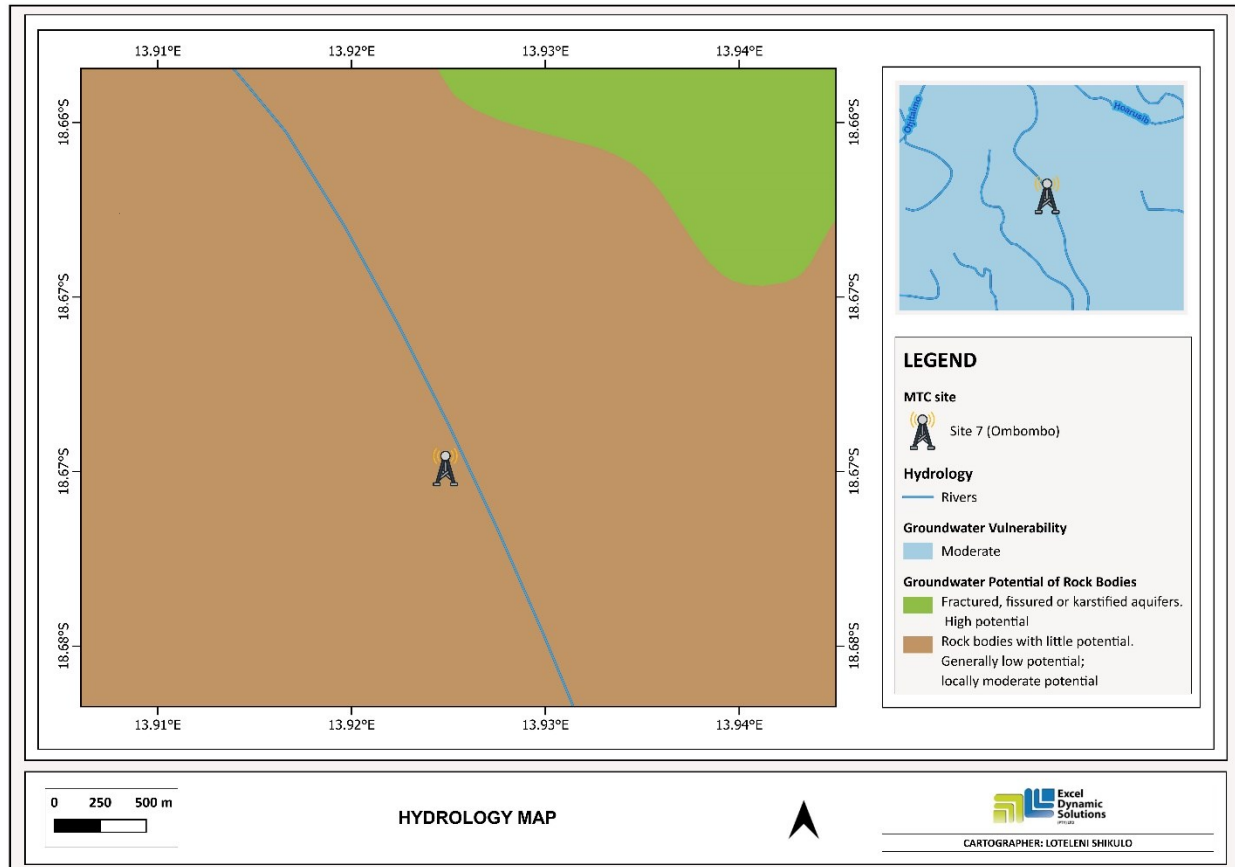 13.91°E 13.92°E 13.93°E 13.94°E
18.66°S 18.66°S
18.67°S 18.67°S
18.67°S 18.67°S
18.68°S 18.68°S
13.91°E 13.92°E 13.93°E 13.94°E
Otjitaimo
Hoarusib
LEGEND
MTC site
Site 7 (Ombombo)
Hydrology
Rivers
Groundwater Vulnerability
Moderate
Groundwater Potential of Rock Bodies
Fractured, fissured or karstified aquifers.
High potential
Rock bodies with little potential.
Generally low potential;
locally moderate potential
0 250 500 m
HYDROLOGY MAP
Excel
Dynamic
Solutions
(PTY) LTD
CARTOGRAPHER: LOTELENI SHIKULO